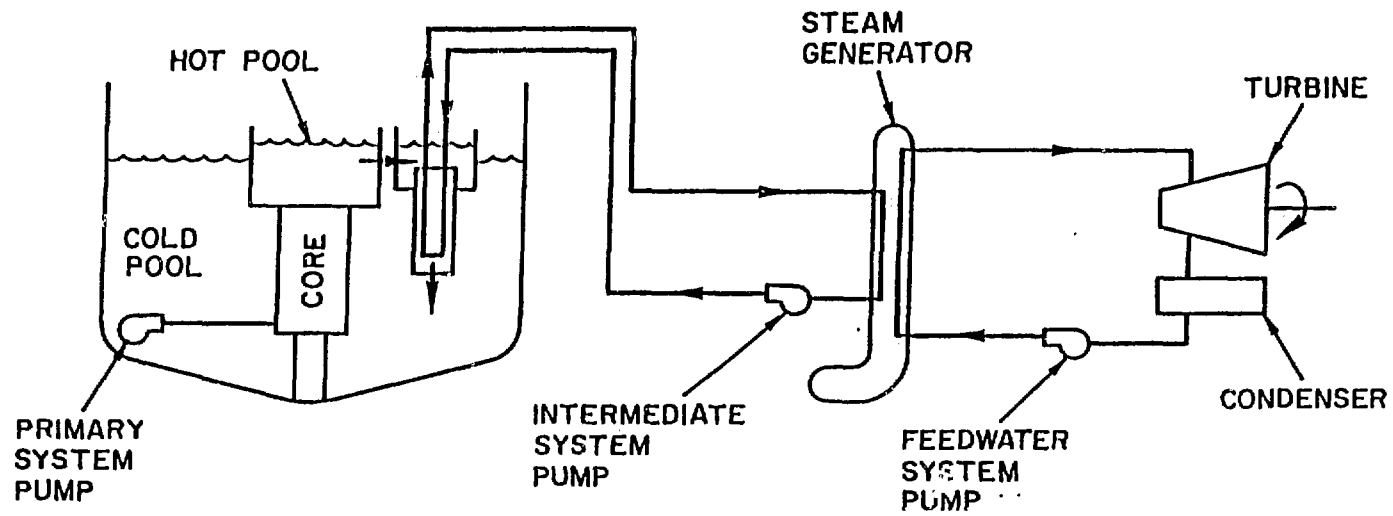 STEAM
GENERATOR
HOT POOL
TURBINE
COLD
POOL
CORE
PRIMARY
SYSTEM
PUMP
INTERMEDIATE
SYSTEM
PUMP
FEEDWATER
SYSTEM
PUMP
CONDENSER